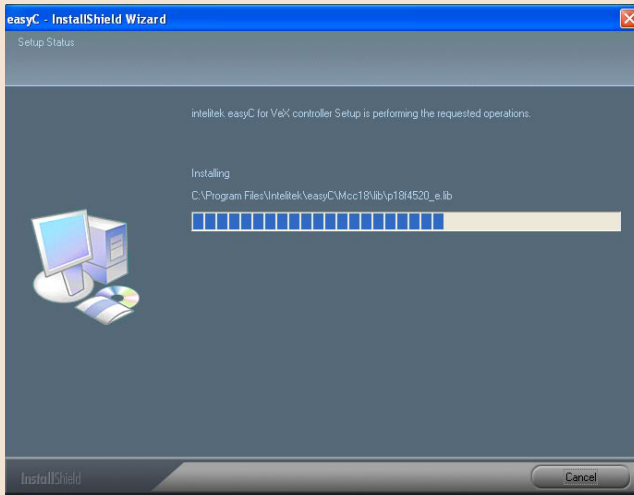 easyC - InstallShield Wizard
Setup Status
intelitek easyC for VeX controller Setup is performing the requested operations.
Installing
C:\Program Files\Intelitek\easyC\Mcc18\lib\p18f4520_e.lib
InstallShield
Cancel